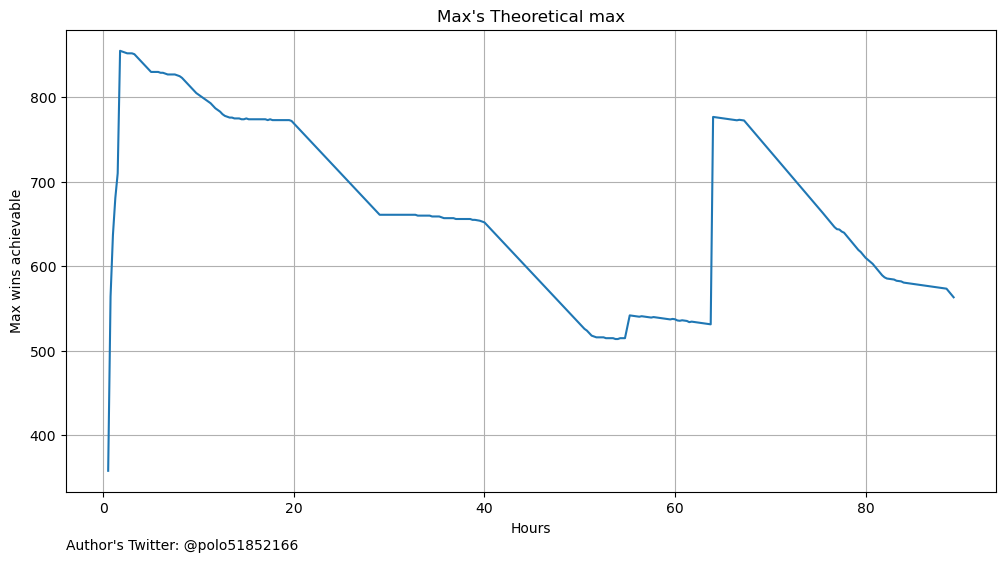 Max's Theoretical max
Max wins achievable
800
700
600
500
400
0 20 40 60 80
Hours
Author's Twitter: @polo51852166